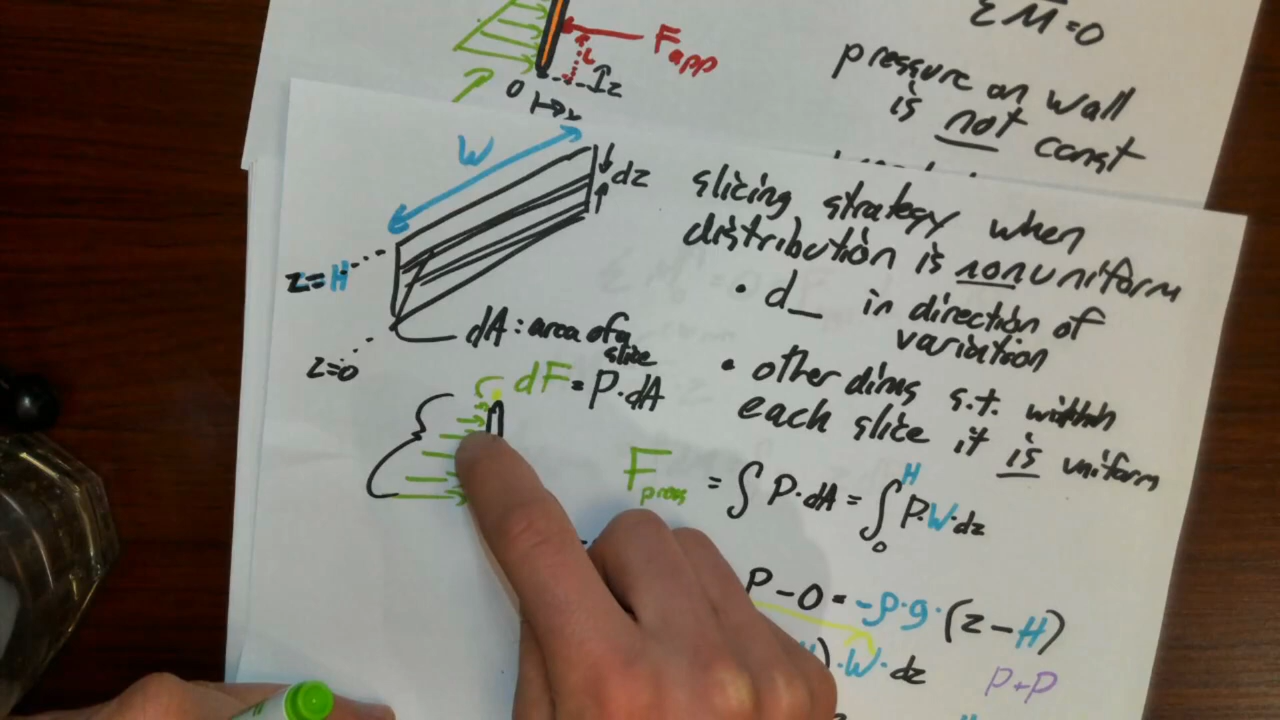 ΣM=0
Fapp
L
z
0
x
pressure on wall
is not const
W
dz
z=H
z=0
slicing strategy when
distribution is nonuniform
• d_ in direction of
variation
• other dims s.t. within
each slice it is uniform
dA: area of a
slice
dF = P·dA
Fpress = ∫ P·dA = ∫₀ᴴ P·W·dz
P-0 = -ρ·g·(z-H)
)·W·dz
P+P